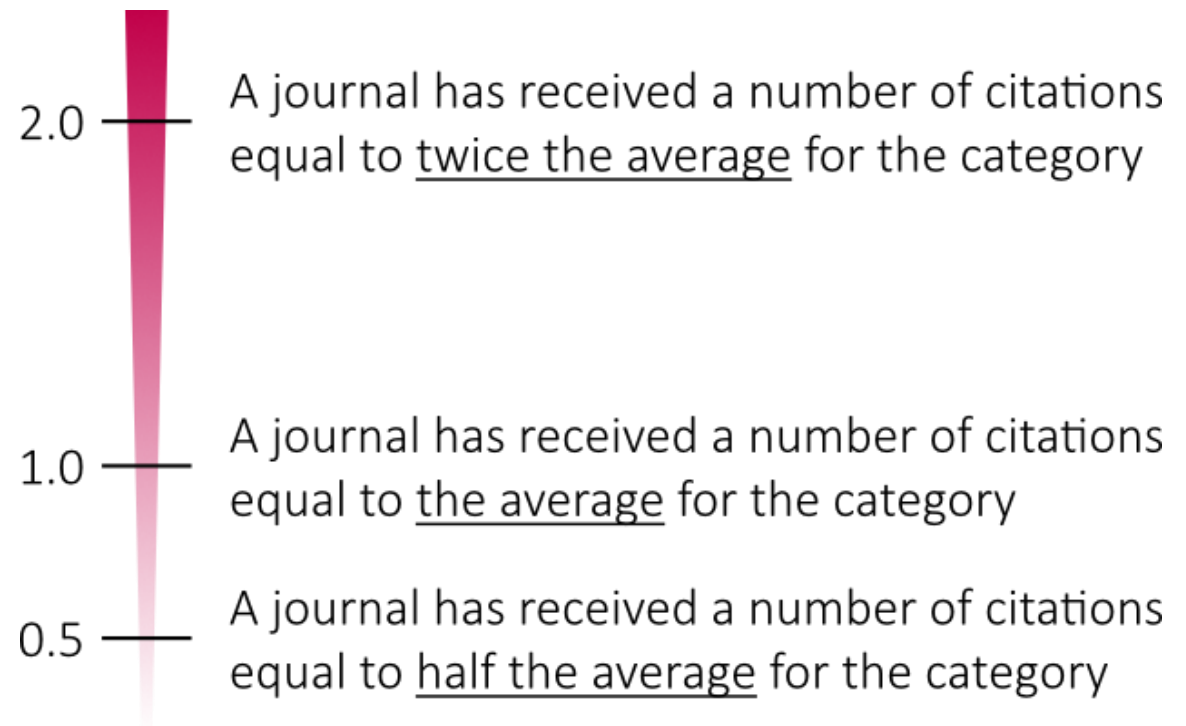 2.0
A journal has received a number of citations
equal to twice the average for the category
1.0
A journal has received a number of citations
equal to the average for the category
0.5
A journal has received a number of citations
equal to half the average for the category